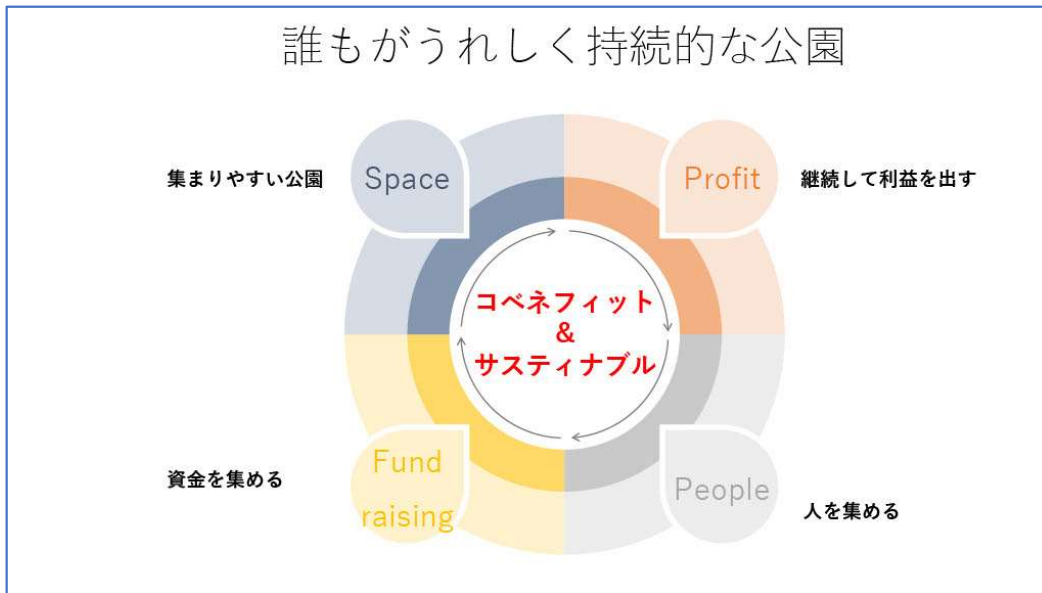 誰もがうれしく持続的な公園
集まりやすい公園
Space
Profit
継続して利益を出す
コベネフィット
&
サスティナブル
資金を集める
Fund
raising
People
人を集める